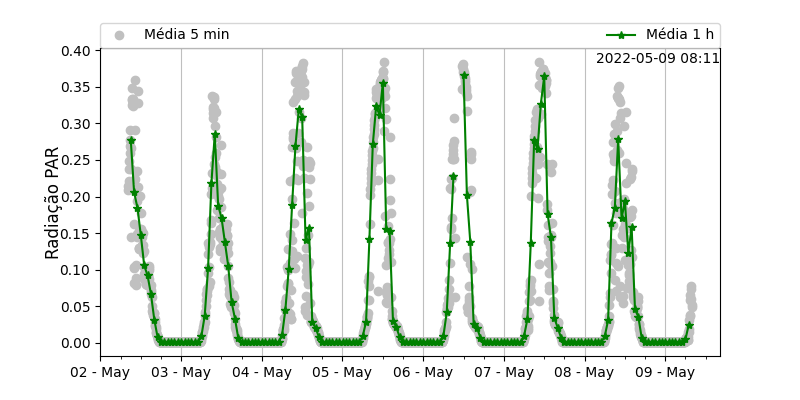 Média 5 min
Média 1 h
2022-05-09 08:11
Radiação PAR
0.40
0.35
0.30
0.25
0.20
0.15
0.10
0.05
0.00
02 - May
03 - May
04 - May
05 - May
06 - May
07 - May
08 - May
09 - May